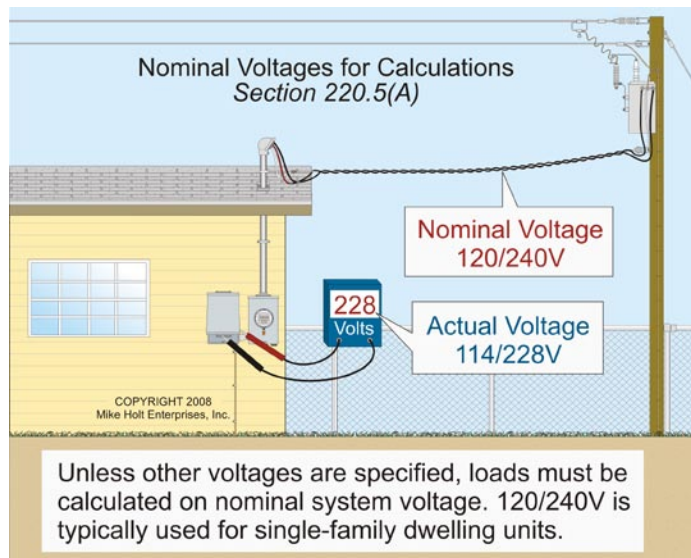 Nominal Voltages for Calculations
Section 220.5(A)
Nominal Voltage
120/240V
228
Volts
Actual Voltage
114/228V
COPYRIGHT 2008
Mike Holt Enterprises, Inc.
Unless other voltages are specified, loads must be
calculated on nominal system voltage. 120/240V is
typically used for single-family dwelling units.